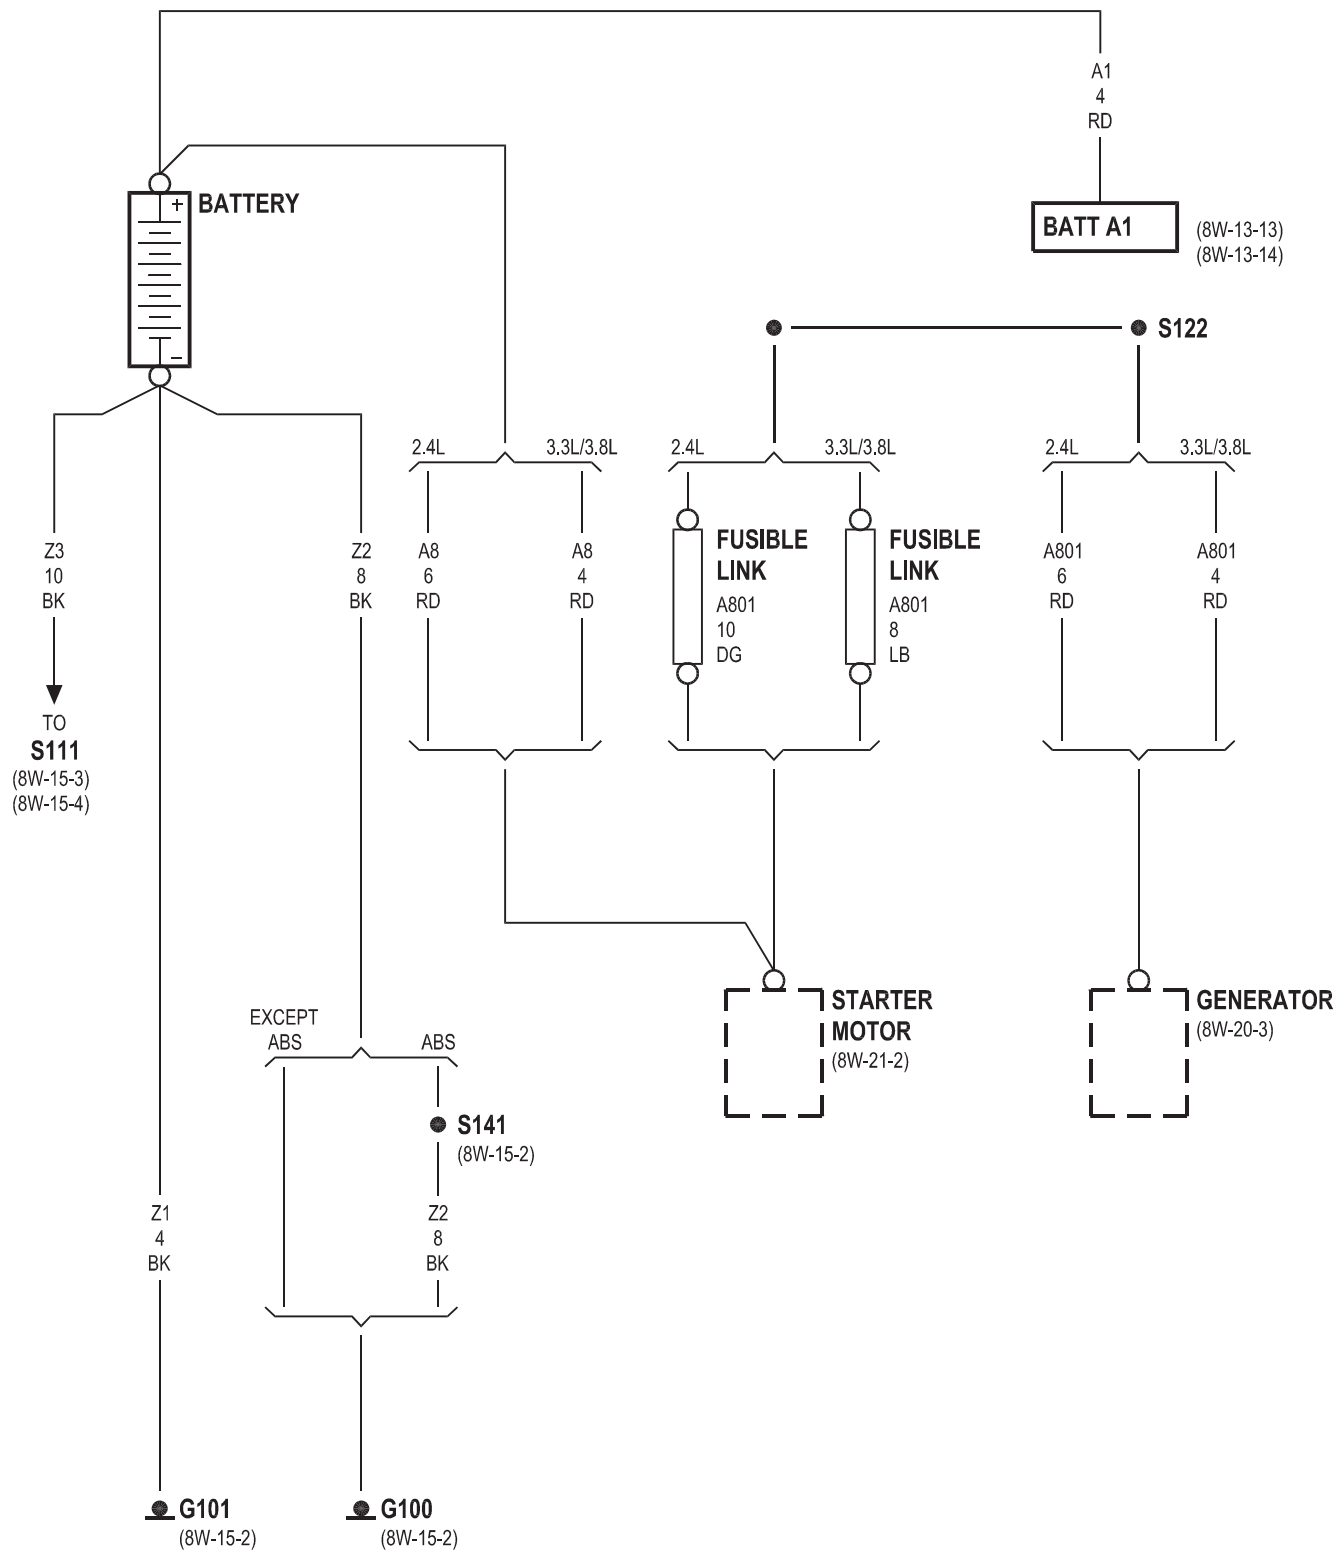 A1
4
RD
BATTERY
+
−
BATT A1
(8W-13-13)
(8W-13-14)
S122
2.4L
3.3L/3.8L
2.4L
3.3L/3.8L
2.4L
3.3L/3.8L
Z3
10
BK
Z2
8
BK
A8
6
RD
A8
4
RD
FUSIBLE
LINK
A801
10
DG
FUSIBLE
LINK
A801
8
LB
A801
6
RD
A801
4
RD
TO
S111
(8W-15-3)
(8W-15-4)
STARTER
MOTOR
(8W-21-2)
GENERATOR
(8W-20-3)
EXCEPT
ABS
ABS
S141
(8W-15-2)
Z1
4
BK
Z2
8
BK
G101
(8W-15-2)
G100
(8W-15-2)